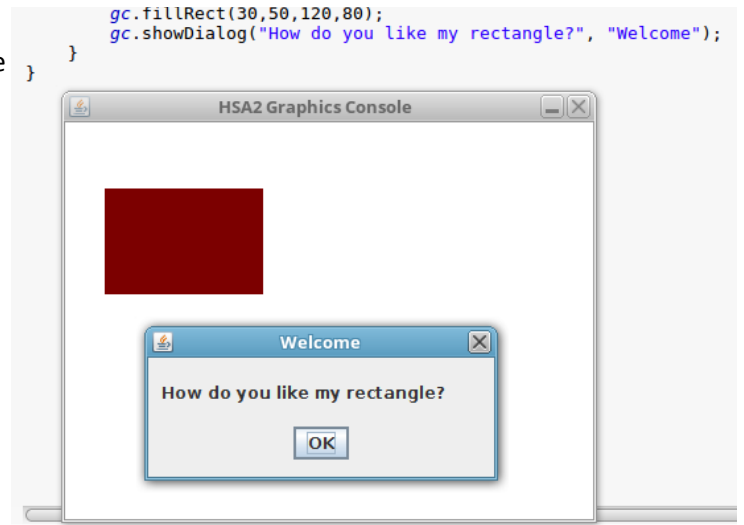 gc.fillRect(30,50,120,80);
gc.showDialog("How do you like my rectangle?", "Welcome");
}
e
}
HSA2 Graphics Console
Welcome
How do you like my rectangle?
OK